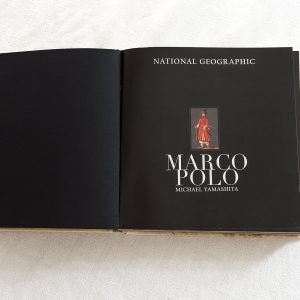 NATIONAL GEOGRAPHIC
MARCO
POLO
MICHAEL YAMASHITA